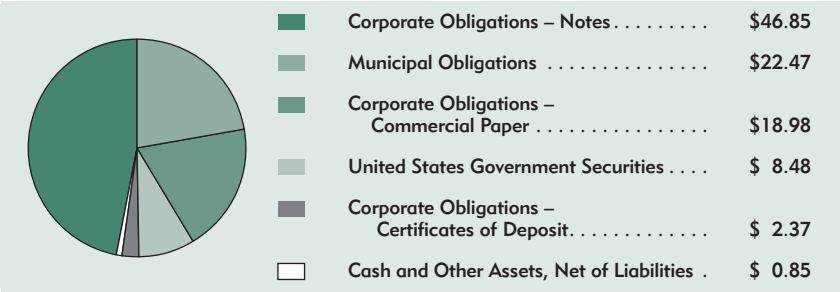 Corporate Obligations – Notes . . . . . . . . . $46.85
Municipal Obligations . . . . . . . . . . . . . . . $22.47
Corporate Obligations –
Commercial Paper . . . . . . . . . . . . . . . . $18.98
United States Government Securities . . . . $ 8.48
Corporate Obligations –
Certificates of Deposit. . . . . . . . . . . . . $ 2.37
Cash and Other Assets, Net of Liabilities . $ 0.85